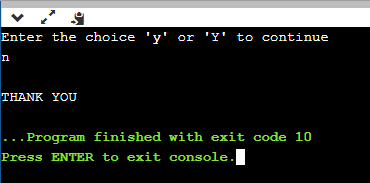 Enter the choice 'y' or 'Y' to continue
n
THANK YOU
...Program finished with exit code 10
Press ENTER to exit console.